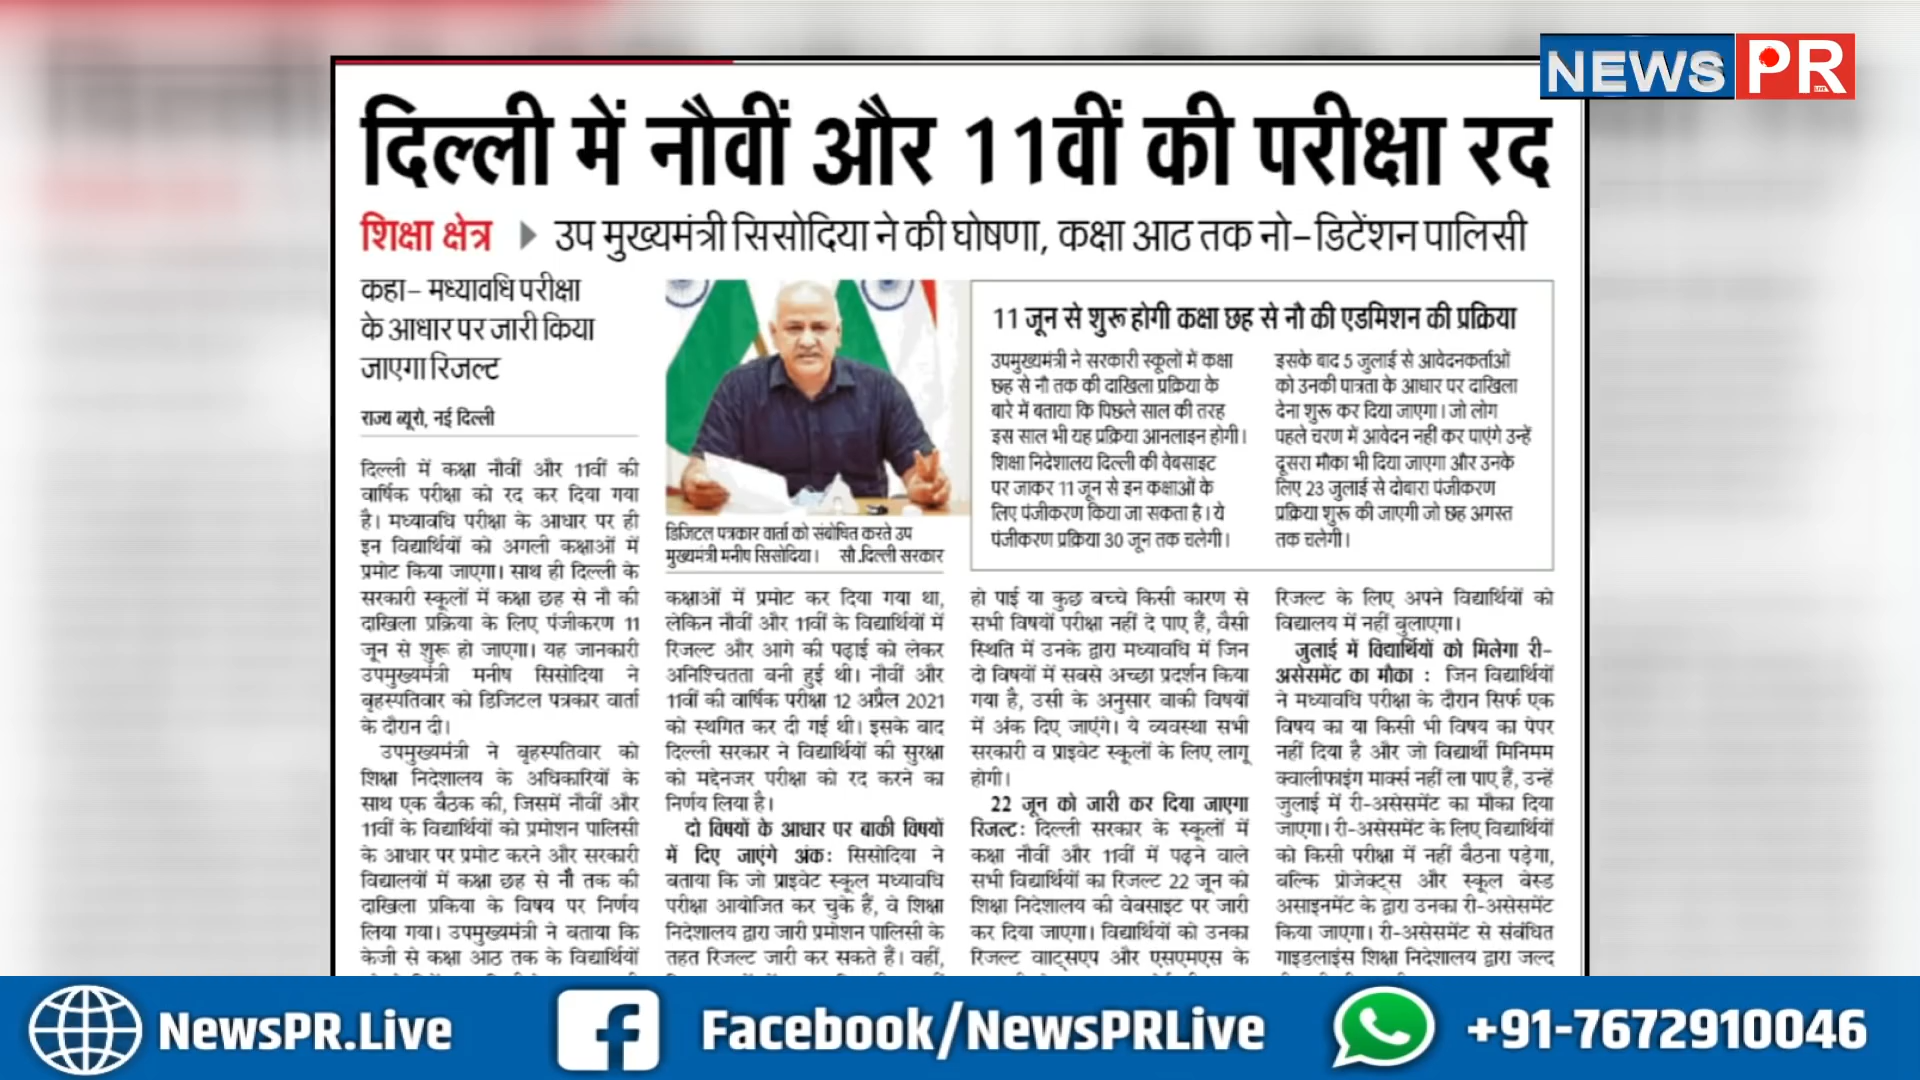 NEWS PR
LIVE
दिल्ली में नौवीं और 11वीं की परीक्षा रद
शिक्षा क्षेत्र ▶ उप मुख्यमंत्री सिसोदिया ने की घोषणा, कक्षा आठ तक नो-डिटेंशन पालिसी
कहा- मध्यावधि परीक्षा
के आधार पर जारी किया
जाएगा रिजल्ट
राज्य ब्यूरो, नई दिल्ली
दिल्ली में कक्षा नौवीं और 11वीं की
वार्षिक परीक्षा को रद कर दिया गया
है। मध्यावधि परीक्षा के आधार पर ही
इन विद्यार्थियों को अगली कक्षाओं में
प्रमोट किया जाएगा। साथ ही दिल्ली के
सरकारी स्कूलों में कक्षा छह से नौ की
दाखिला प्रक्रिया के लिए पंजीकरण 11
जून से शुरू हो जाएगा। यह जानकारी
उपमुख्यमंत्री मनीष सिसोदिया ने
बृहस्पतिवार को डिजिटल पत्रकार वार्ता
के दौरान दी।
उपमुख्यमंत्री ने बृहस्पतिवार को
शिक्षा निदेशालय के अधिकारियों के
साथ एक बैठक की, जिसमें नौवीं और
11वीं के विद्यार्थियों को प्रमोशन पालिसी
के आधार पर प्रमोट करने और सरकारी
विद्यालयों में कक्षा छह से नौ तक की
दाखिला प्रकिया के विषय पर निर्णय
लिया गया। उपमुख्यमंत्री ने बताया कि
केजी से कक्षा आठ तक के विद्यार्थियों
डिजिटल पत्रकार वार्ता को संबोधित करते उप
मुख्यमंत्री मनीष सिसोदिया। सौ.दिल्ली सरकार
कक्षाओं में प्रमोट कर दिया गया था,
लेकिन नौवीं और 11वीं के विद्यार्थियों में
रिजल्ट और आगे की पढ़ाई को लेकर
अनिश्चितता बनी हुई थी। नौवीं और
11वीं की वार्षिक परीक्षा 12 अप्रैल 2021
को स्थगित कर दी गई थी। इसके बाद
दिल्ली सरकार ने विद्यार्थियों की सुरक्षा
को मद्देनजर परीक्षा को रद करने का
निर्णय लिया है।
दो विषयों के आधार पर बाकी विषयों
में दिए जाएंगे अंकः सिसोदिया ने
बताया कि जो प्राइवेट स्कूल मध्यावधि
परीक्षा आयोजित कर चुके हैं, वे शिक्षा
निदेशालय द्वारा जारी प्रमोशन पालिसी के
तहत रिजल्ट जारी कर सकते हैं। वहीं,
11 जून से शुरू होगी कक्षा छह से नौ की एडमिशन की प्रक्रिया
उपमुख्यमंत्री ने सरकारी स्कूलों में कक्षा
छह से नौ तक की दाखिला प्रक्रिया के
बारे में बताया कि पिछले साल की तरह
इस साल भी यह प्रक्रिया आनलाइन होगी।
शिक्षा निदेशालय दिल्ली की वेबसाइट
पर जाकर 11 जून से इन कक्षाओं के
लिए पंजीकरण किया जा सकता है। ये
पंजीकरण प्रक्रिया 30 जून तक चलेगी।
इसके बाद 5 जुलाई से आवेदनकर्ताओं
को उनकी पात्रता के आधार पर दाखिला
देना शुरू कर दिया जाएगा। जो लोग
पहले चरण में आवेदन नहीं कर पाएंगे उन्हें
दूसरा मौका भी दिया जाएगा और उनके
लिए 23 जुलाई से दोबारा पंजीकरण
प्रक्रिया शुरू की जाएगी जो छह अगस्त
तक चलेगी।
हो पाई या कुछ बच्चे किसी कारण से
सभी विषयों परीक्षा नहीं दे पाए हैं, वैसी
स्थिति में उनके द्वारा मध्यावधि में जिन
दो विषयों में सबसे अच्छा प्रदर्शन किया
गया है, उसी के अनुसार बाकी विषयों
में अंक दिए जाएंगे। ये व्यवस्था सभी
सरकारी व प्राइवेट स्कूलों के लिए लागू
होगी।
22 जून को जारी कर दिया जाएगा
रिजल्टः दिल्ली सरकार के स्कूलों में
कक्षा नौवीं और 11वीं में पढ़ने वाले
सभी विद्यार्थियों का रिजल्ट 22 जून को
शिक्षा निदेशालय की वेबसाइट पर जारी
कर दिया जाएगा। विद्यार्थियों को उनका
रिजल्ट वाट्सएप और एसएमएस के
रिजल्ट के लिए अपने विद्यार्थियों को
विद्यालय में नहीं बुलाएगा।
जुलाई में विद्यार्थियों को मिलेगा री-
असेसमेंट का मौका : जिन विद्यार्थियों
ने मध्यावधि परीक्षा के दौरान सिर्फ एक
विषय का या किसी भी विषय का पेपर
नहीं दिया है और जो विद्यार्थी मिनिमम
क्वालीफाइंग मार्क्स नहीं ला पाए हैं, उन्हें
जुलाई में री-असेसमेंट का मौका दिया
जाएगा। री-असेसमेंट के लिए विद्यार्थियों
को किसी परीक्षा में नहीं बैठना पड़ेगा,
बल्कि प्रोजेक्ट्स और स्कूल बेस्ड
असाइनमेंट के द्वारा उनका री-असेसमेंट
किया जाएगा। री-असेसमेंट से संबंधित
गाइडलाइंस शिक्षा निदेशालय द्वारा जल्द
NewsPR.Live
Facebook/NewsPRLive
+91-7672910046